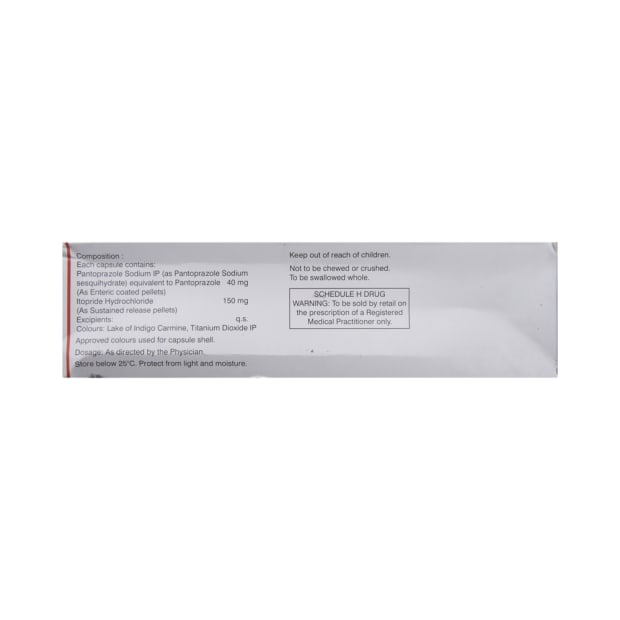 Composition :
Each capsule contains:
Pantoprazole Sodium IP (as Pantoprazole Sodium
sesquihydrate) equivalent to Pantoprazole 40 mg
(As Enteric coated pellets)
Itopride Hydrochloride 150 mg
(As Sustained release pellets)
Excipients: q.s.
Colours: Lake of Indigo Carmine, Titanium Dioxide IP
Approved colours used for capsule shell.
Dosage: As directed by the Physician.
Store below 25°C. Protect from light and moisture.
Keep out of reach of children.
Not to be chewed or crushed.
To be swallowed whole.
SCHEDULE H DRUG
WARNING: To be sold by retail on
the prescription of a Registered
Medical Practitioner only.